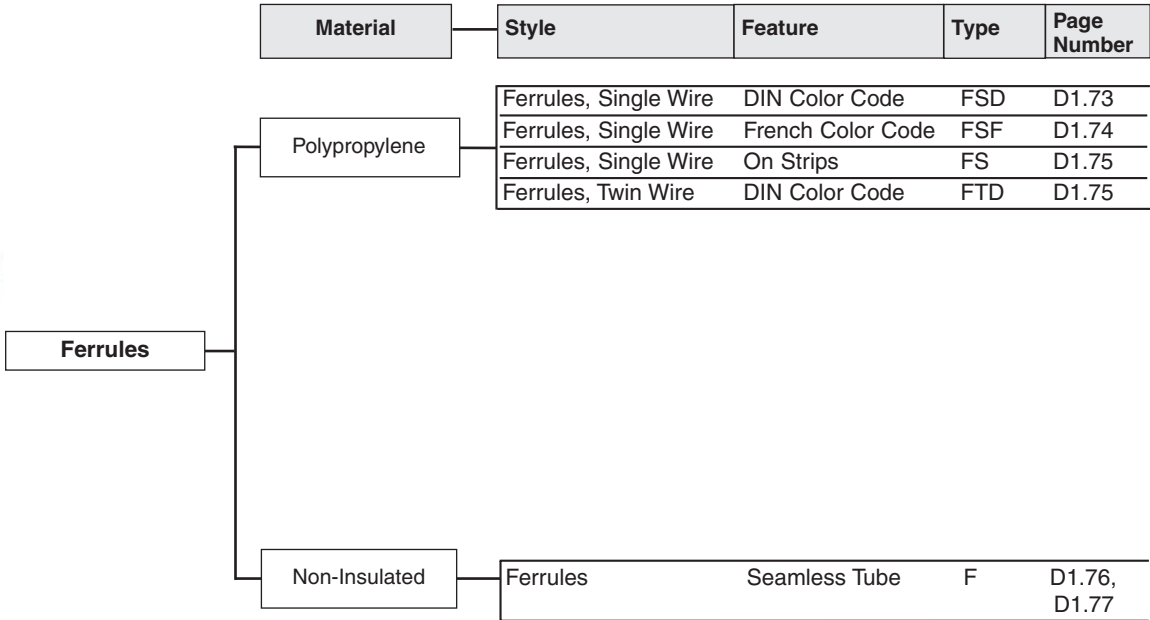 Material Style Feature Type Page Number
Ferrules, Single Wire DIN Color Code FSD D1.73
Polypropylene
Ferrules, Single Wire French Color Code FSF D1.74
Ferrules, Single Wire On Strips FS D1.75
Ferrules, Twin Wire DIN Color Code FTD D1.75
Ferrules
Non-Insulated
Ferrules Seamless Tube F D1.76,
D1.77